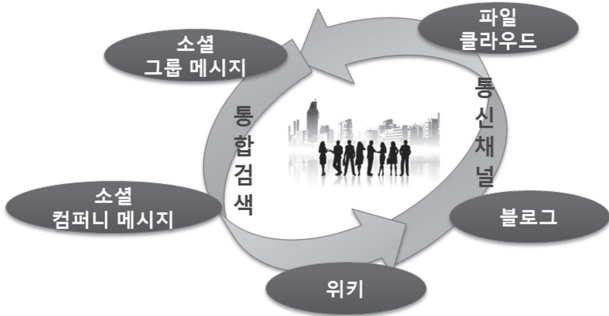 파일
클라우드
소셜
그룹 메시지
통합검색
통신채널
소셜
컴퍼니 메시지
블로그
위키